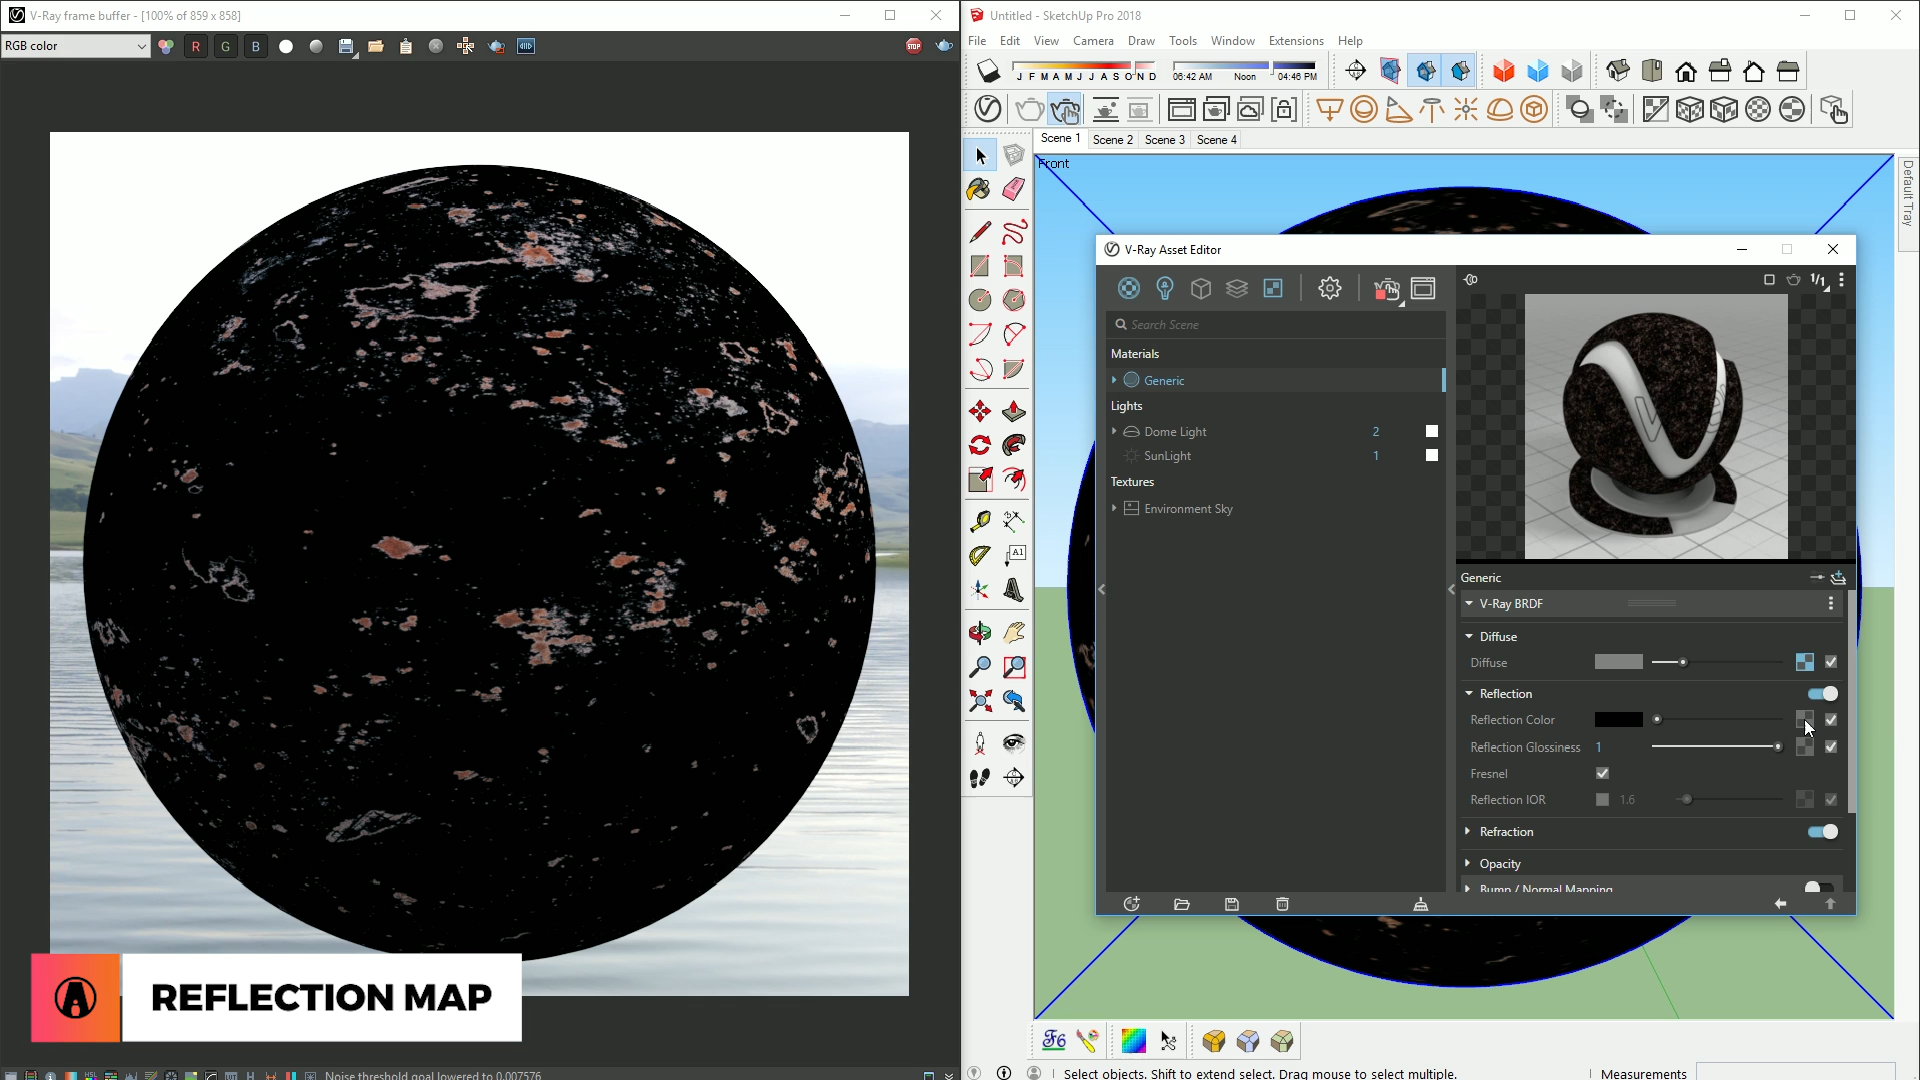 V-Ray frame buffer - [100% of 859 x 858]
RGB color
R G B
STOP
Untitled - SketchUp Pro 2018
File Edit View Camera Draw Tools Window Extensions Help
J F M A M J J A S O N D
06:42 AM Noon 04:46 PM
Scene 1 Scene 2 Scene 3 Scene 4
Front
Default Tray
A1
V-Ray Asset Editor
1/1
Search Scene
Materials
Generic
Lights
Dome Light 2
SunLight 1
Textures
Environment Sky
Generic
V-Ray BRDF
Diffuse
Diffuse
Reflection
Reflection Color
Reflection Glossiness 1
Fresnel
Reflection IOR 1.6
Refraction
Opacity
Bump / Normal Mapping
REFLECTION MAP
Noise threshold goal lowered to 0.007576
Select objects. Shift to extend select. Drag mouse to select multiple.
Measurements